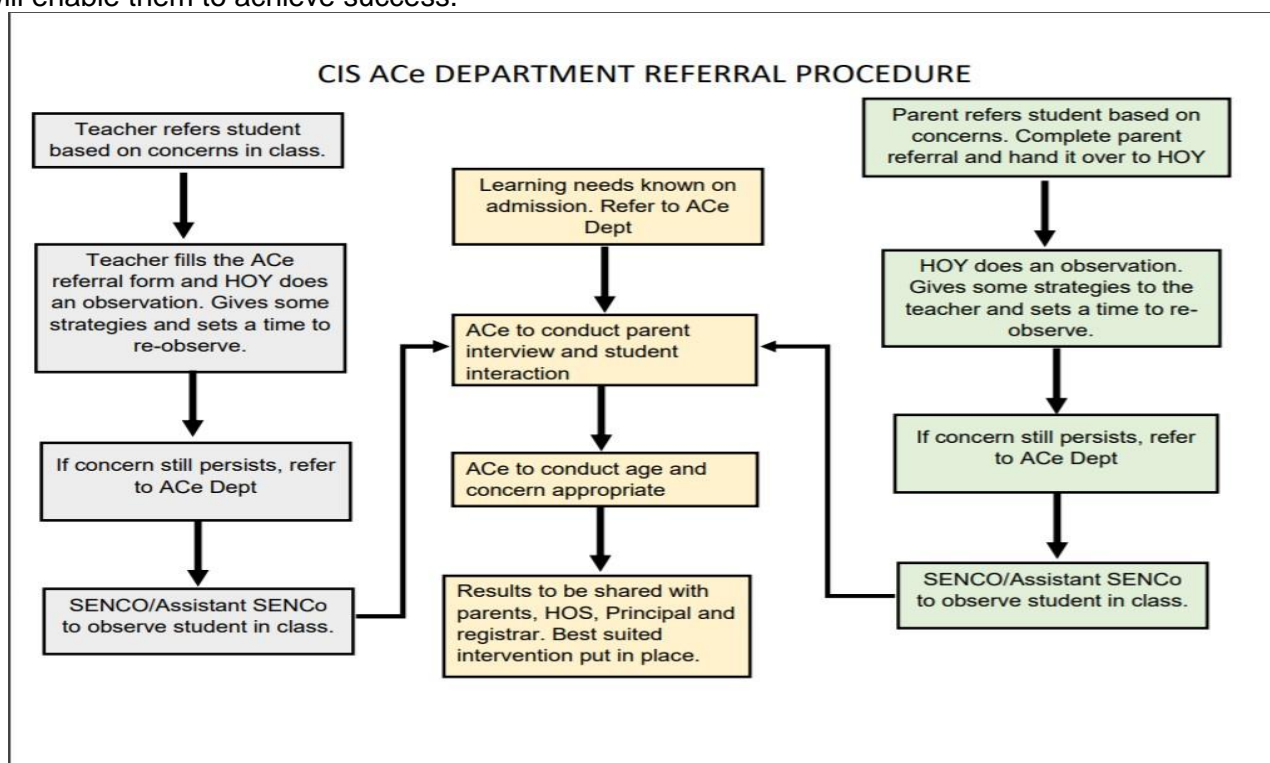 will enable them to achieve success.
CIS ACe DEPARTMENT REFERRAL PROCEDURE
Teacher refers student
based on concerns in class.
Teacher fills the ACe
referral form and HOY does
an observation. Gives some
strategies and sets a time to
re-observe.
If concern still persists, refer
to ACe Dept
SENCO/Assistant SENCo
to observe student in class.
Learning needs known on
admission. Refer to ACe
Dept
ACe to conduct parent
interview and student
interaction
ACe to conduct age and
concern appropriate
Results to be shared with
parents, HOS, Principal and
registrar. Best suited
intervention put in place.
Parent refers student based on
concerns. Complete parent
referral and hand it over to HOY
HOY does an observation.
Gives some strategies to the
teacher and sets a time to re-
observe.
If concern still persists, refer
to ACe Dept
SENCO/Assistant SENCo
to observe student in class.